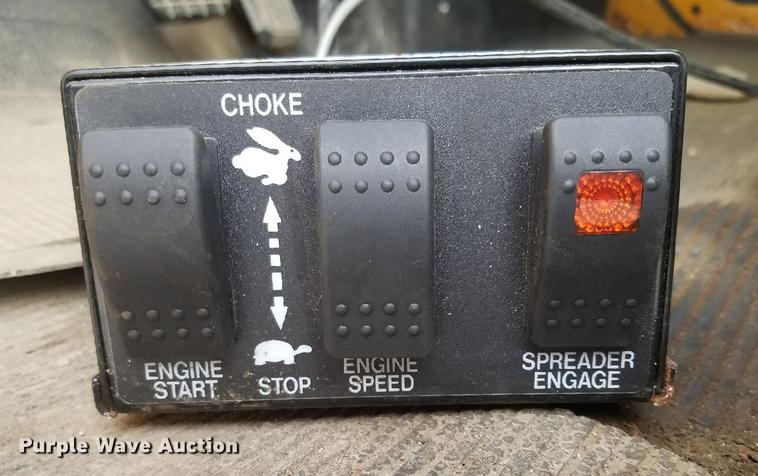 CHOKE
ENGINE
START
STOP
ENGINE
SPEED
SPREADER
ENGAGE
Purple Wave Auction